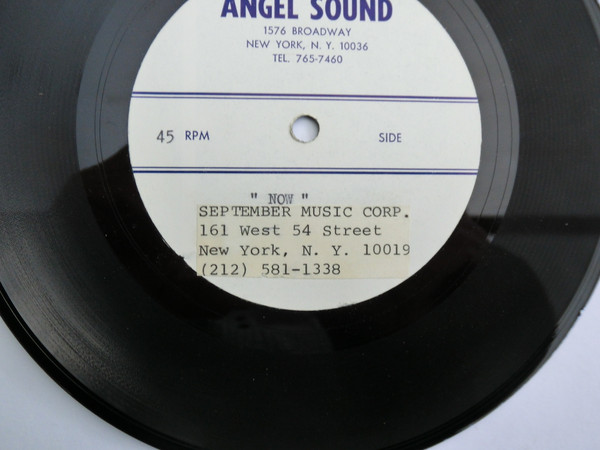 ANGEL SOUND
1576 BROADWAY
NEW YORK, N. Y. 10036
TEL. 765-7460
45 RPM SIDE
" NOW "
SEPTEMBER MUSIC CORP.
161 West 54 Street
New York, N. Y. 10019
(212) 581-1338